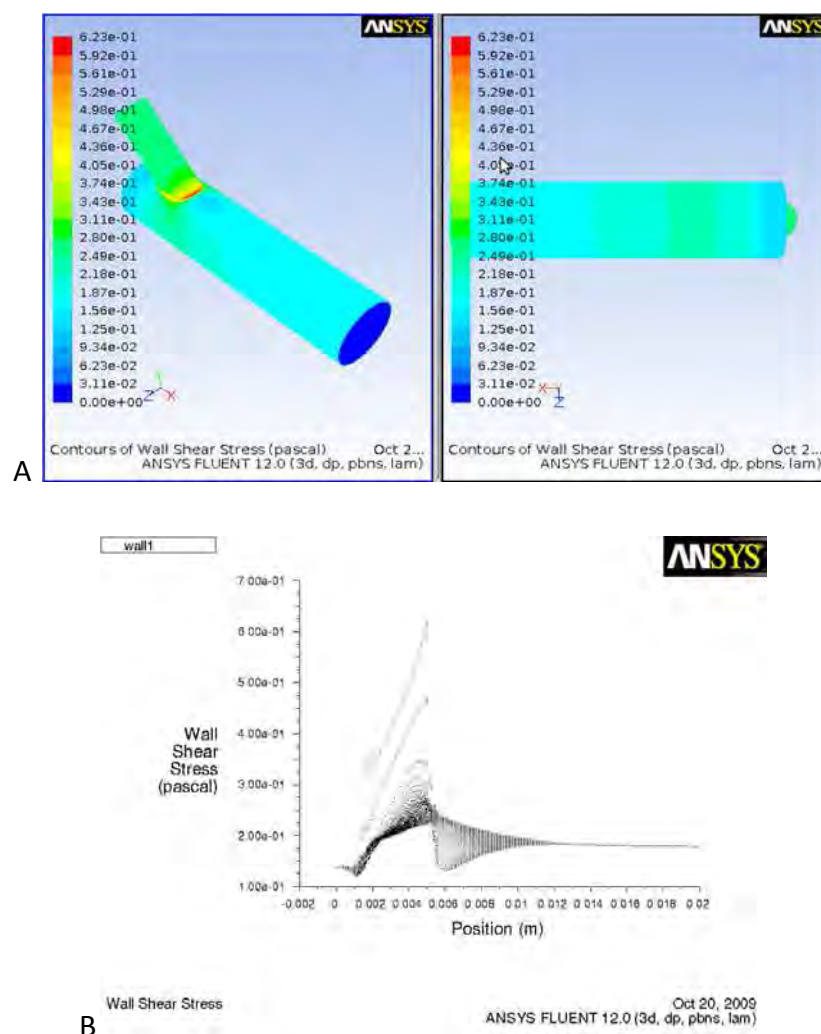 ANSYS
6.23e-01
5.92e-01
5.61e-01
5.29e-01
4.98e-01
4.67e-01
4.36e-01
4.05e-01
3.74e-01
3.43e-01
3.11e-01
2.80e-01
2.49e-01
2.18e-01
1.87e-01
1.56e-01
1.25e-01
9.34e-02
6.23e-02
3.11e-02
0.00e+00
Y
Z X
Contours of Wall Shear Stress (pascal) Oct 2...
ANSYS FLUENT 12.0 (3d, dp, pbns, lam)
ANSYS
6.23e-01
5.92e-01
5.61e-01
5.29e-01
4.98e-01
4.67e-01
4.36e-01
-01
3.74e-01
3.43e-01
3.11e-01
2.80e-01
2.49e-01
2.18e-01
1.87e-01
1.56e-01
1.25e-01
9.34e-02
6.23e-02
3.11e-02
0.00e+00
X
Z
Contours of Wall Shear Stress (pascal) Oct 2...
ANSYS FLUENT 12.0 (3d, dp, pbns, lam)
A
wall1
ANSYS
7.00e-01
6.00e-01
5.00e-01
4.00e-01
3.00e-01
2.00e-01
1.00e-01
Wall
Shear
Stress
(pascal)
-0.002 0 0.002 0.004 0.006 0.008 0.01 0.012 0.014 0.016 0.018 0.02
Position (m)
Wall Shear Stress Oct 20, 2009
ANSYS FLUENT 12.0 (3d, dp, pbns, lam)
B